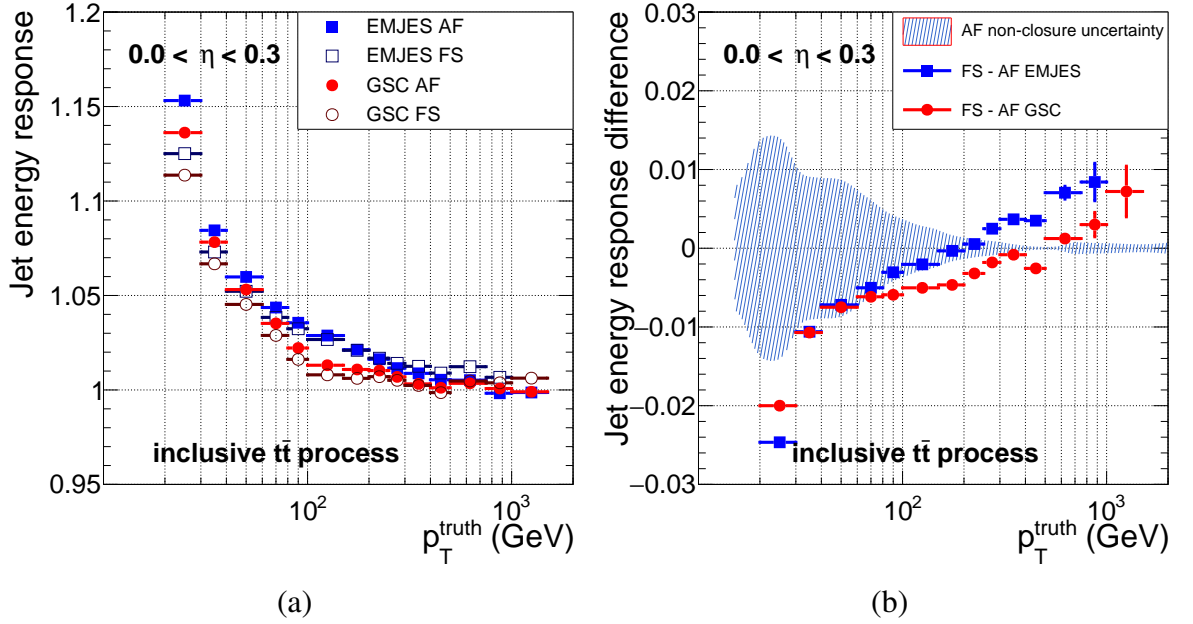 Jet energy response
1.2
1.15
1.1
1.05
1
0.95
0.0 < η < 0.3
EMJES AF
EMJES FS
GSC AF
GSC FS
inclusive tt̄ process
10²
10³
p_T^truth (GeV)
(a)
Jet energy response difference
0.03
0.02
0.01
0
−0.01
−0.02
−0.03
0.0 < η < 0.3
AF non-closure uncertainty
FS - AF EMJES
FS - AF GSC
inclusive tt̄ process
10²
10³
p_T^truth (GeV)
(b)